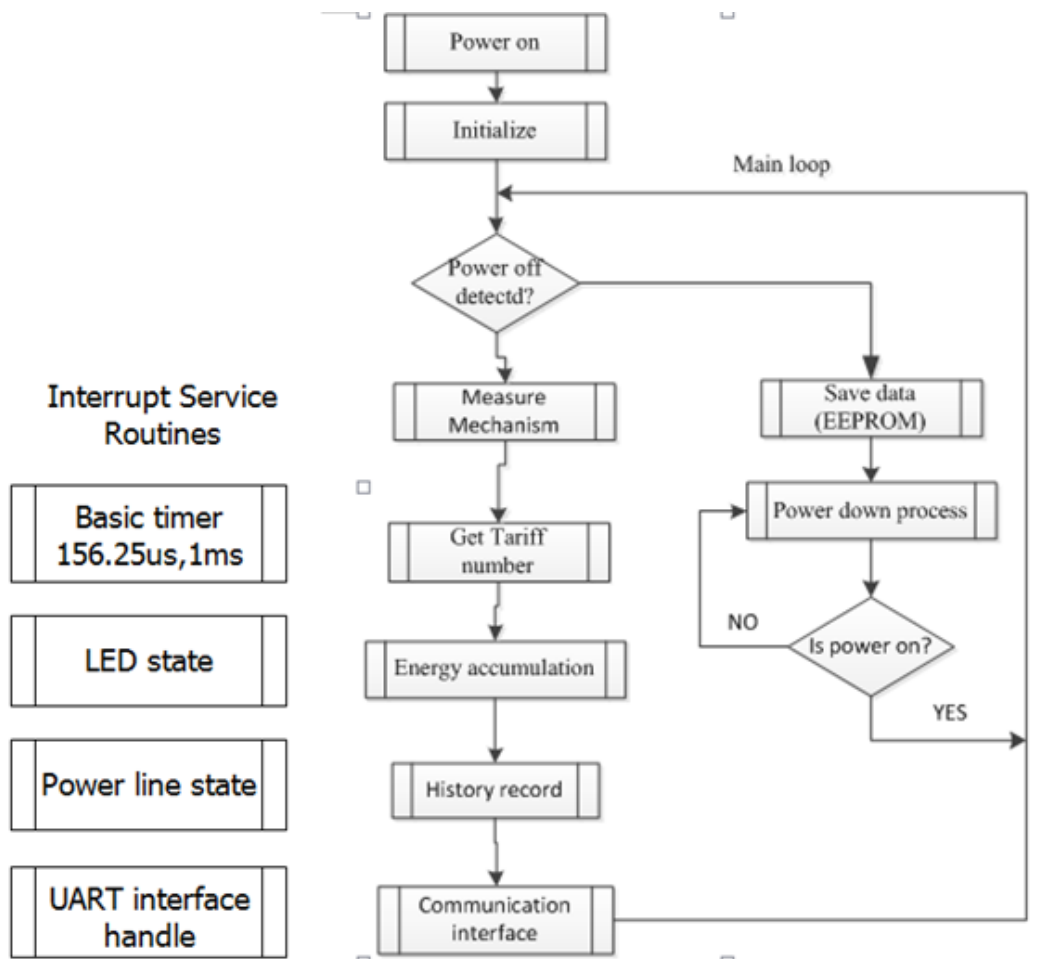 Power on
Initialize
Main loop
Power off
detectd?
Measure
Mechanism
Get Tariff
number
Energy accumulation
History record
Communication
interface
Save data
(EEPROM)
Power down process
Is power on?
NO
YES
Interrupt Service
Routines
Basic timer
156.25us,1ms
LED state
Power line state
UART interface
handle